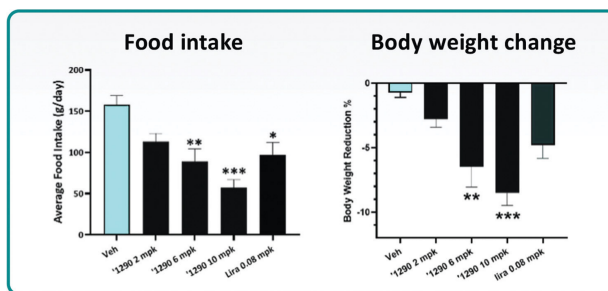 Food intake
Average Food Intake (g/day)
200
150
100
50
0
**
***
*
Veh
'1290 2 mpk
'1290 6 mpk
'1290 10 mpk
Lira 0.08 mpk
Body weight change
Body Weight Reduction %
0
-5
-10
**
***
Veh
'1290 2 mpk
'1290 6 mpk
'1290 10 mpk
lira 0.08 mpk